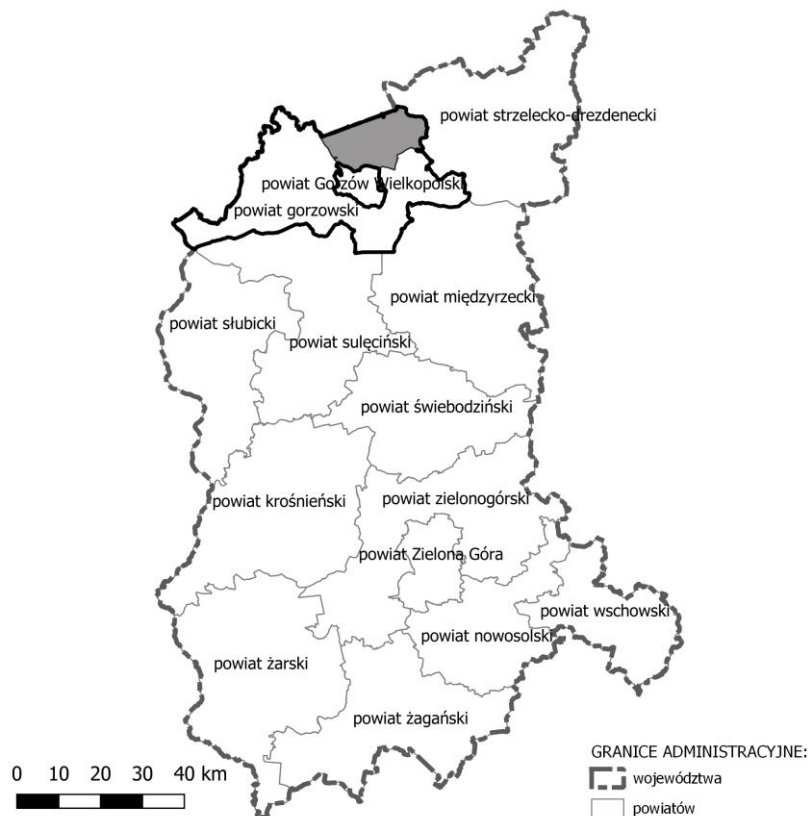 powiat strzelecko-drezdenecki
powiat Gorzów Wielkopolski
powiat gorzowski
powiat międzyrzecki
powiat słubicki
powiat sulęciński
powiat świebodziński
powiat krośnieński
powiat zielonogórski
powiat Zielona Góra
powiat wschowski
powiat nowosolski
powiat żarski
powiat żagański
GRANICE ADMINISTRACYJNE:
województwa
powiatów
0 10 20 30 40 km